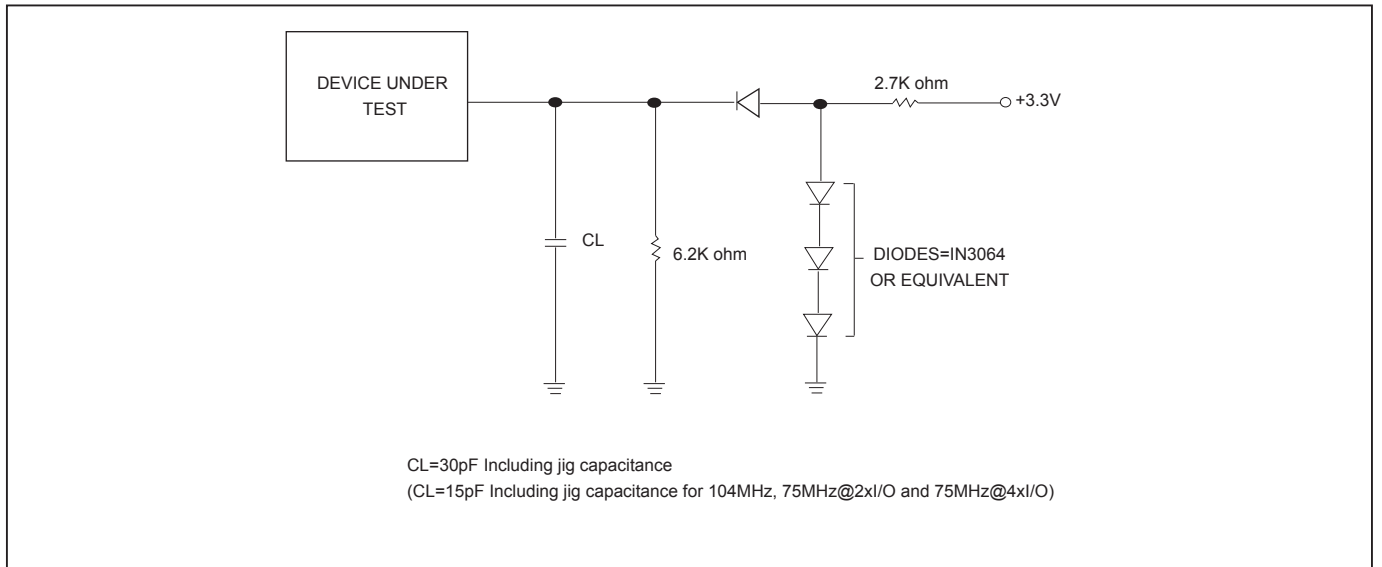 DEVICE UNDER
TEST
2.7K ohm
+3.3V
CL
6.2K ohm
DIODES=IN3064
OR EQUIVALENT
CL=30pF Including jig capacitance
(CL=15pF Including jig capacitance for 104MHz, 75MHz@2xI/O and 75MHz@4xI/O)